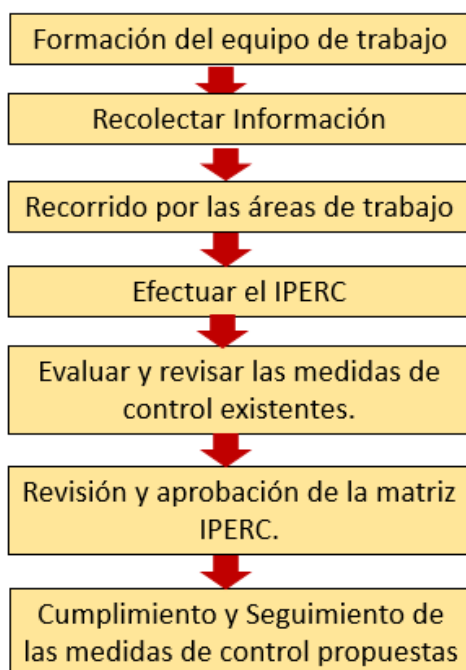 Formación del equipo de trabajo
Recolectar Información
Recorrido por las áreas de trabajo
Efectuar el IPERC
Evaluar y revisar las medidas de
control existentes.
Revisión y aprobación de la matriz
IPERC.
Cumplimiento y Seguimiento de
las medidas de control propuestas